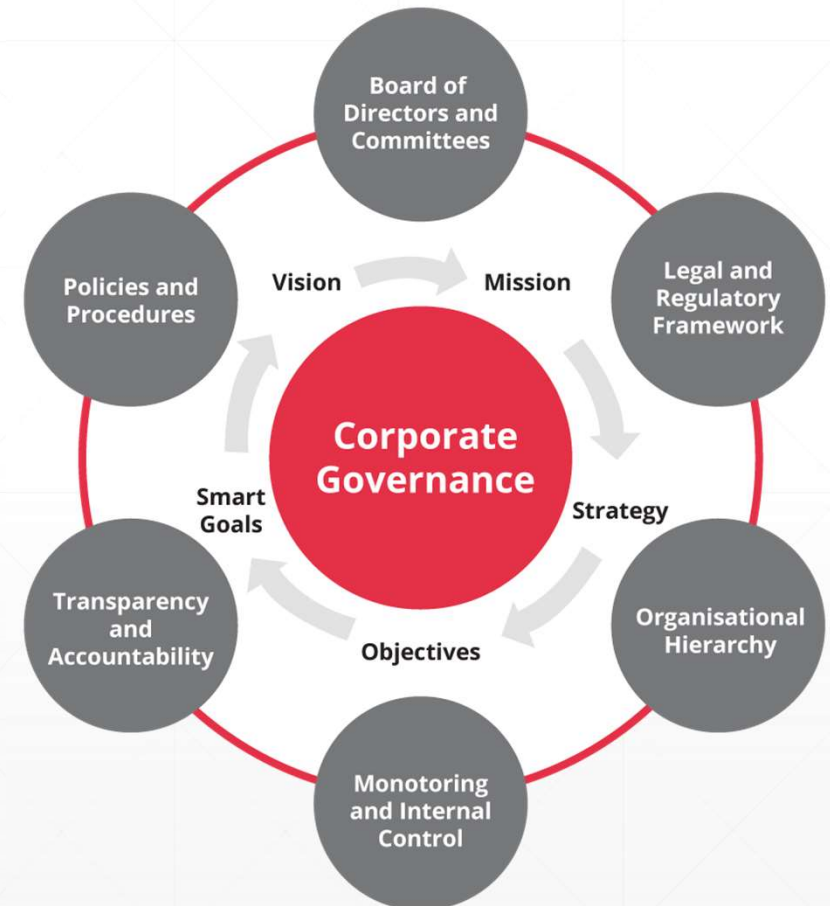 Board of
Directors and
Committees
Policies and
Procedures
Vision
Mission
Legal and
Regulatory
Framework
Corporate
Governance
Smart
Goals
Strategy
Transparency
and
Accountability
Objectives
Organisational
Hierarchy
Monotoring
and Internal
Control